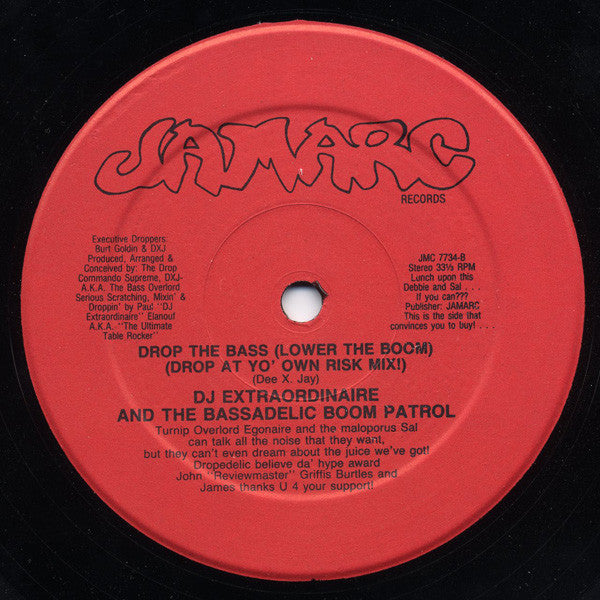 JAMARC
RECORDS
Executive Droppers:
Burt Goldin & DXJ
Produced, Arranged &
Conceived by: The Drop
Commando Supreme, DXJ-
A.K.A. The Bass Overlord
Serious Scratching, Mixin' &
Droppin' by Paul "DJ
Extraordinaire" Elanouf
A.K.A. "The Ultimate
Table Rocker"
JMC 7734-B
Stereo 33⅓ RPM
Lunch upon this
Debbie and Sal . . .
If you can???
Publisher: JAMARC
This is the side that
convinces you to buy! . . .
DROP THE BASS (LOWER THE BOOM)
(DROP AT YO' OWN RISK MIX!)
(Dee X. Jay)
DJ EXTRAORDINAIRE
AND THE BASSADELIC BOOM PATROL
Turnip Overlord Egonaire and the maloporus Sal
can talk all the noise that they want,
but they can't even dream about the juice we've got!
Dropedelic believe da' hype award
John "Reviewmaster" Griffis Burtles and
James thanks U 4 your support!